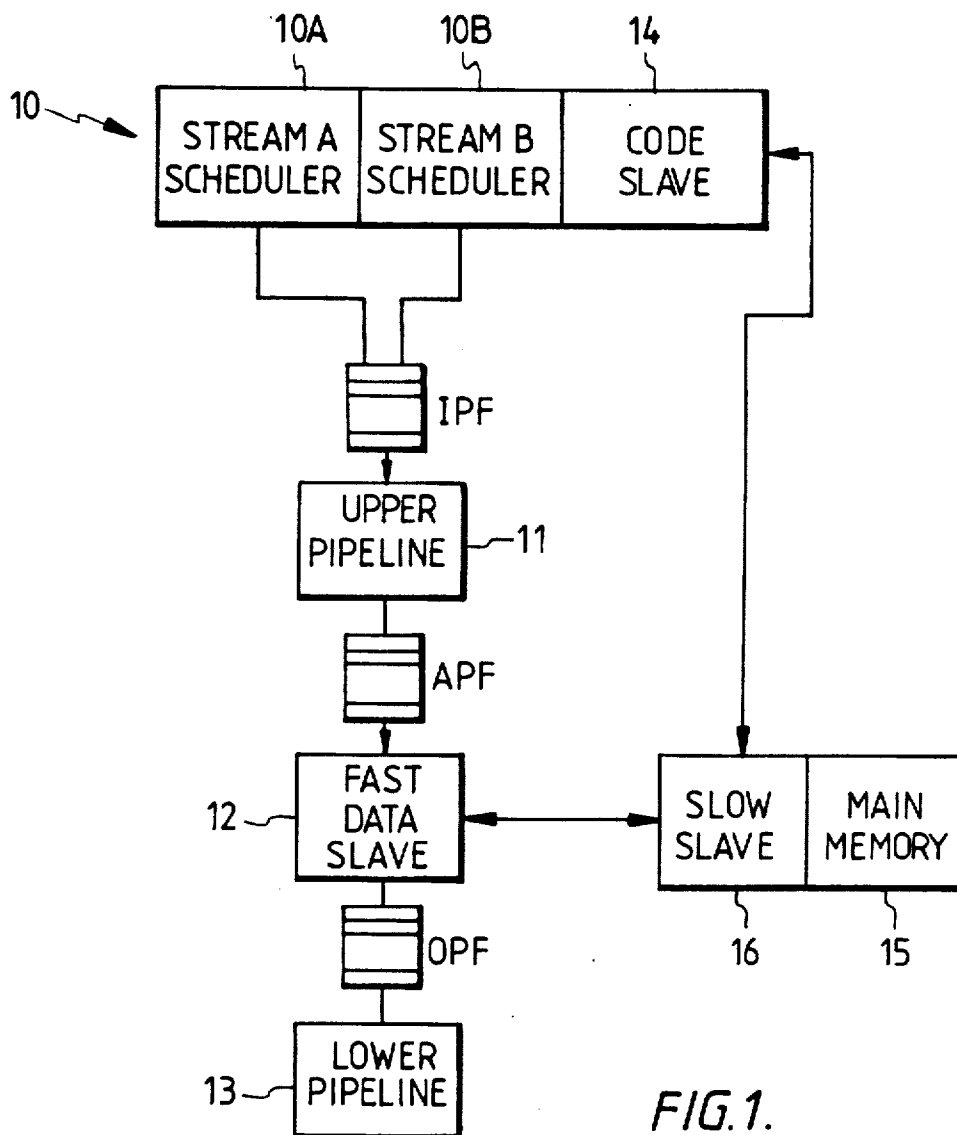 10A
10B
14
10
STREAM A
SCHEDULER
STREAM B
SCHEDULER
CODE
SLAVE
IPF
UPPER
PIPELINE
11
APF
12
FAST
DATA
SLAVE
SLOW
SLAVE
MAIN
MEMORY
16
15
OPF
13
LOWER
PIPELINE
FIG.1.